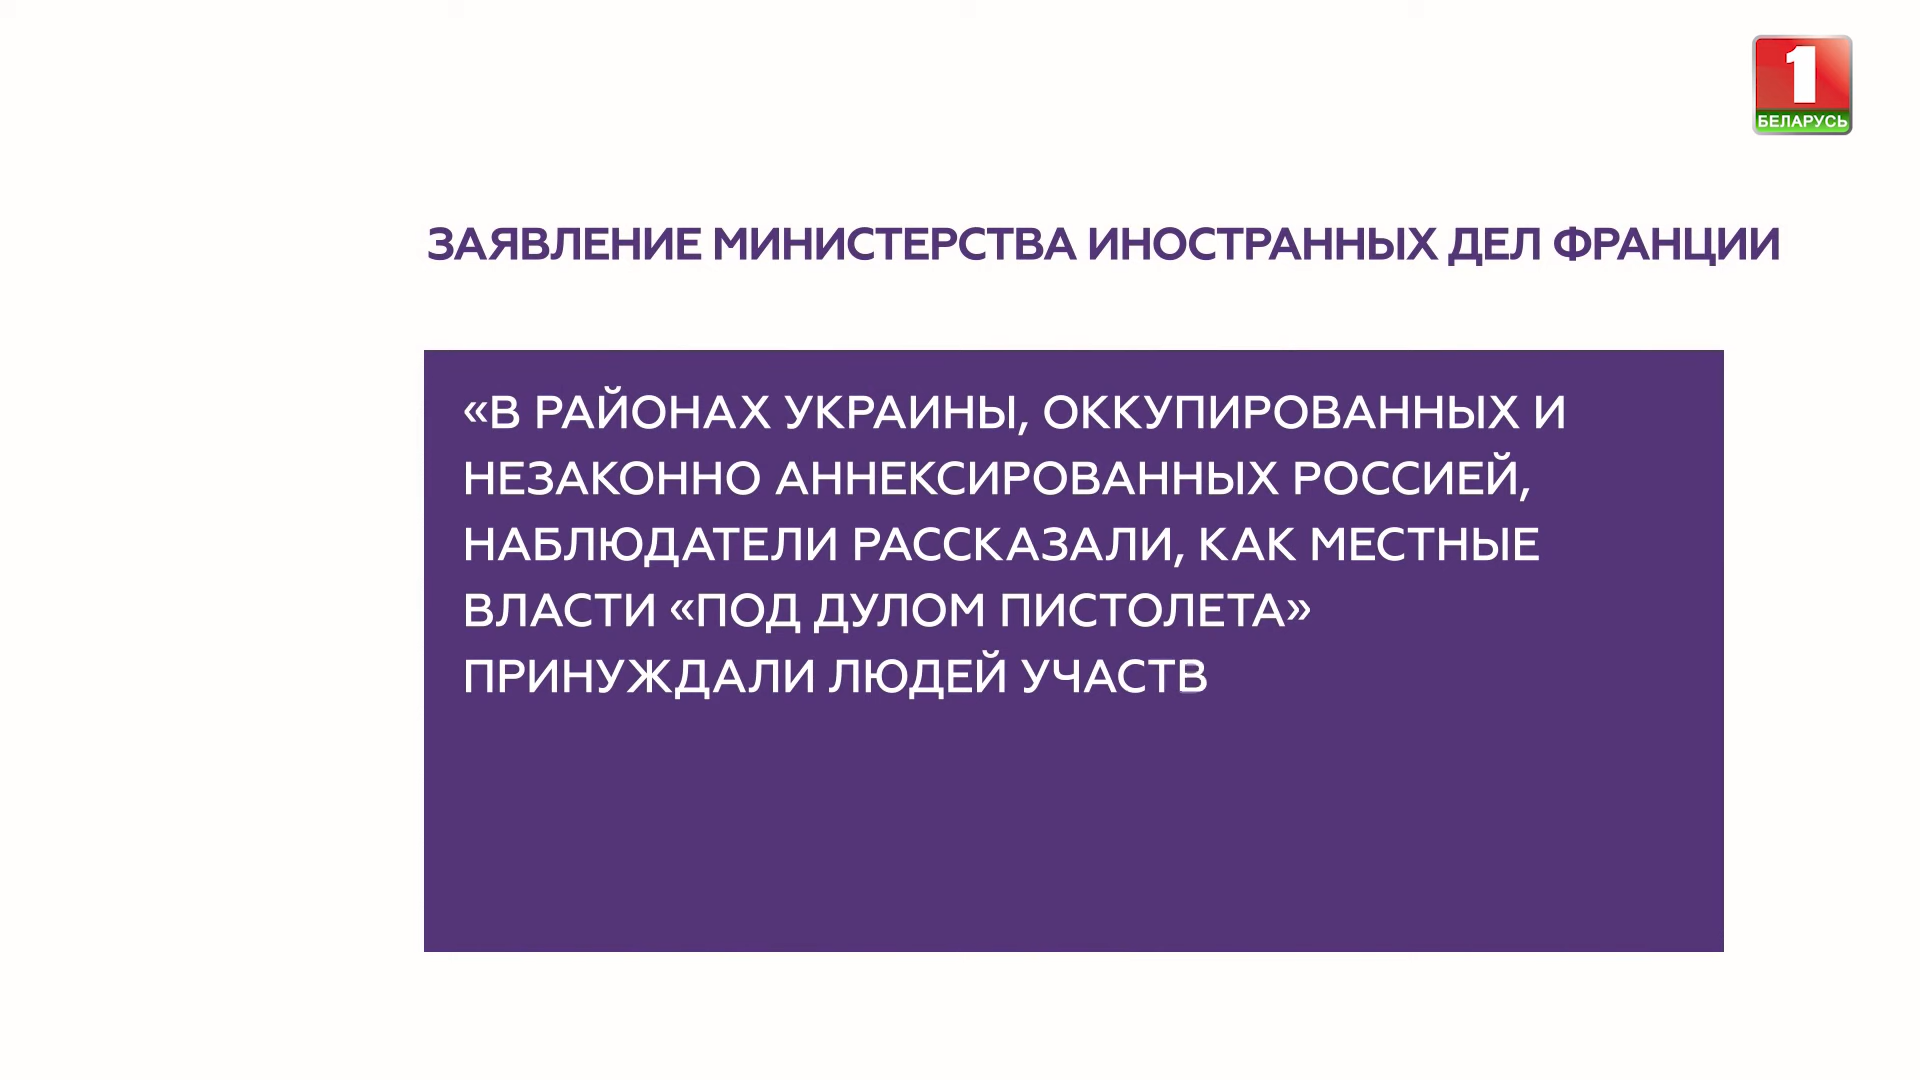 1
БЕЛАРУСЬ
ЗАЯВЛЕНИЕ МИНИСТЕРСТВА ИНОСТРАННЫХ ДЕЛ ФРАНЦИИ
«В РАЙОНАХ УКРАИНЫ, ОККУПИРОВАННЫХ И
НЕЗАКОННО АННЕКСИРОВАННЫХ РОССИЕЙ,
НАБЛЮДАТЕЛИ РАССКАЗАЛИ, КАК МЕСТНЫЕ
ВЛАСТИ «ПОД ДУЛОМ ПИСТОЛЕТА»
ПРИНУЖДАЛИ ЛЮДЕЙ УЧАСТВ